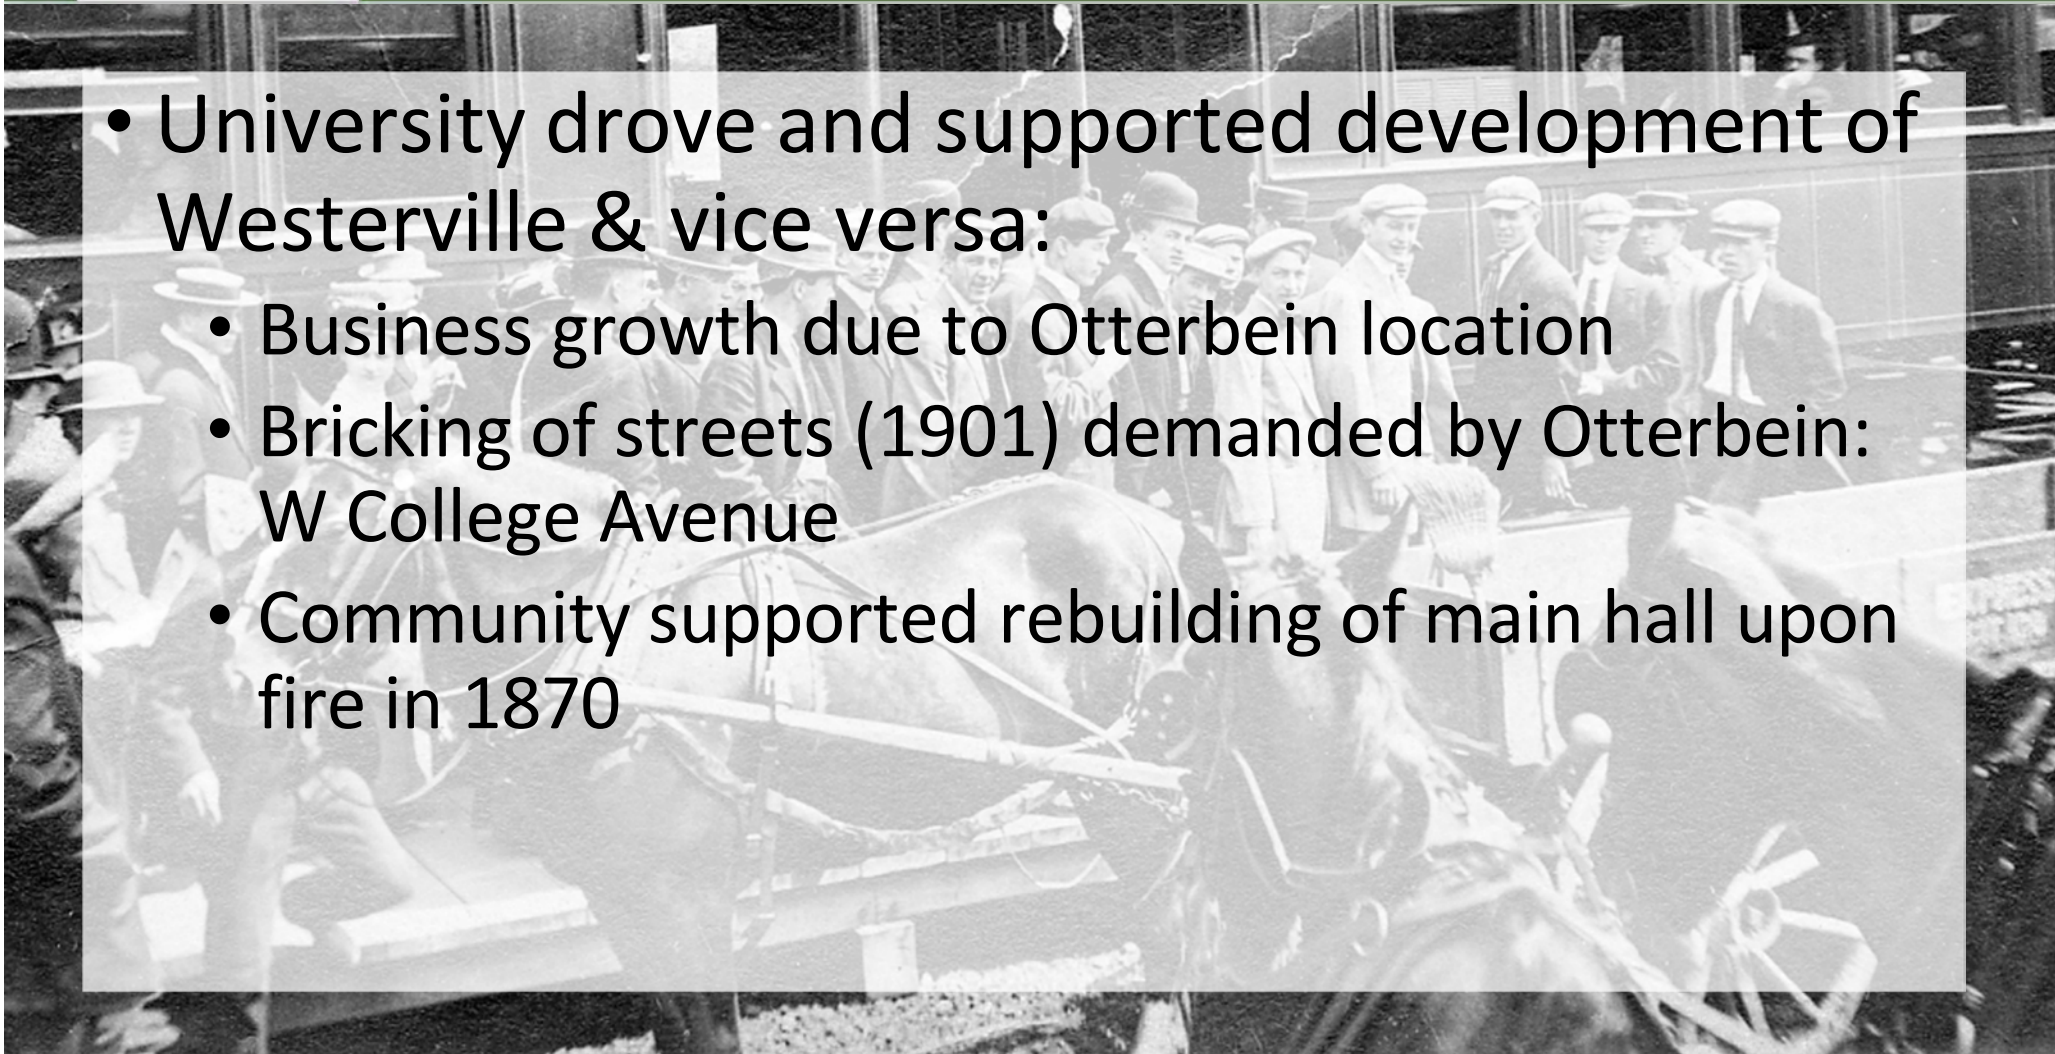 • University drove and supported development of
Westerville & vice versa:
• Business growth due to Otterbein location
• Bricking of streets (1901) demanded by Otterbein:
W College Avenue
• Community supported rebuilding of main hall upon
fire in 1870